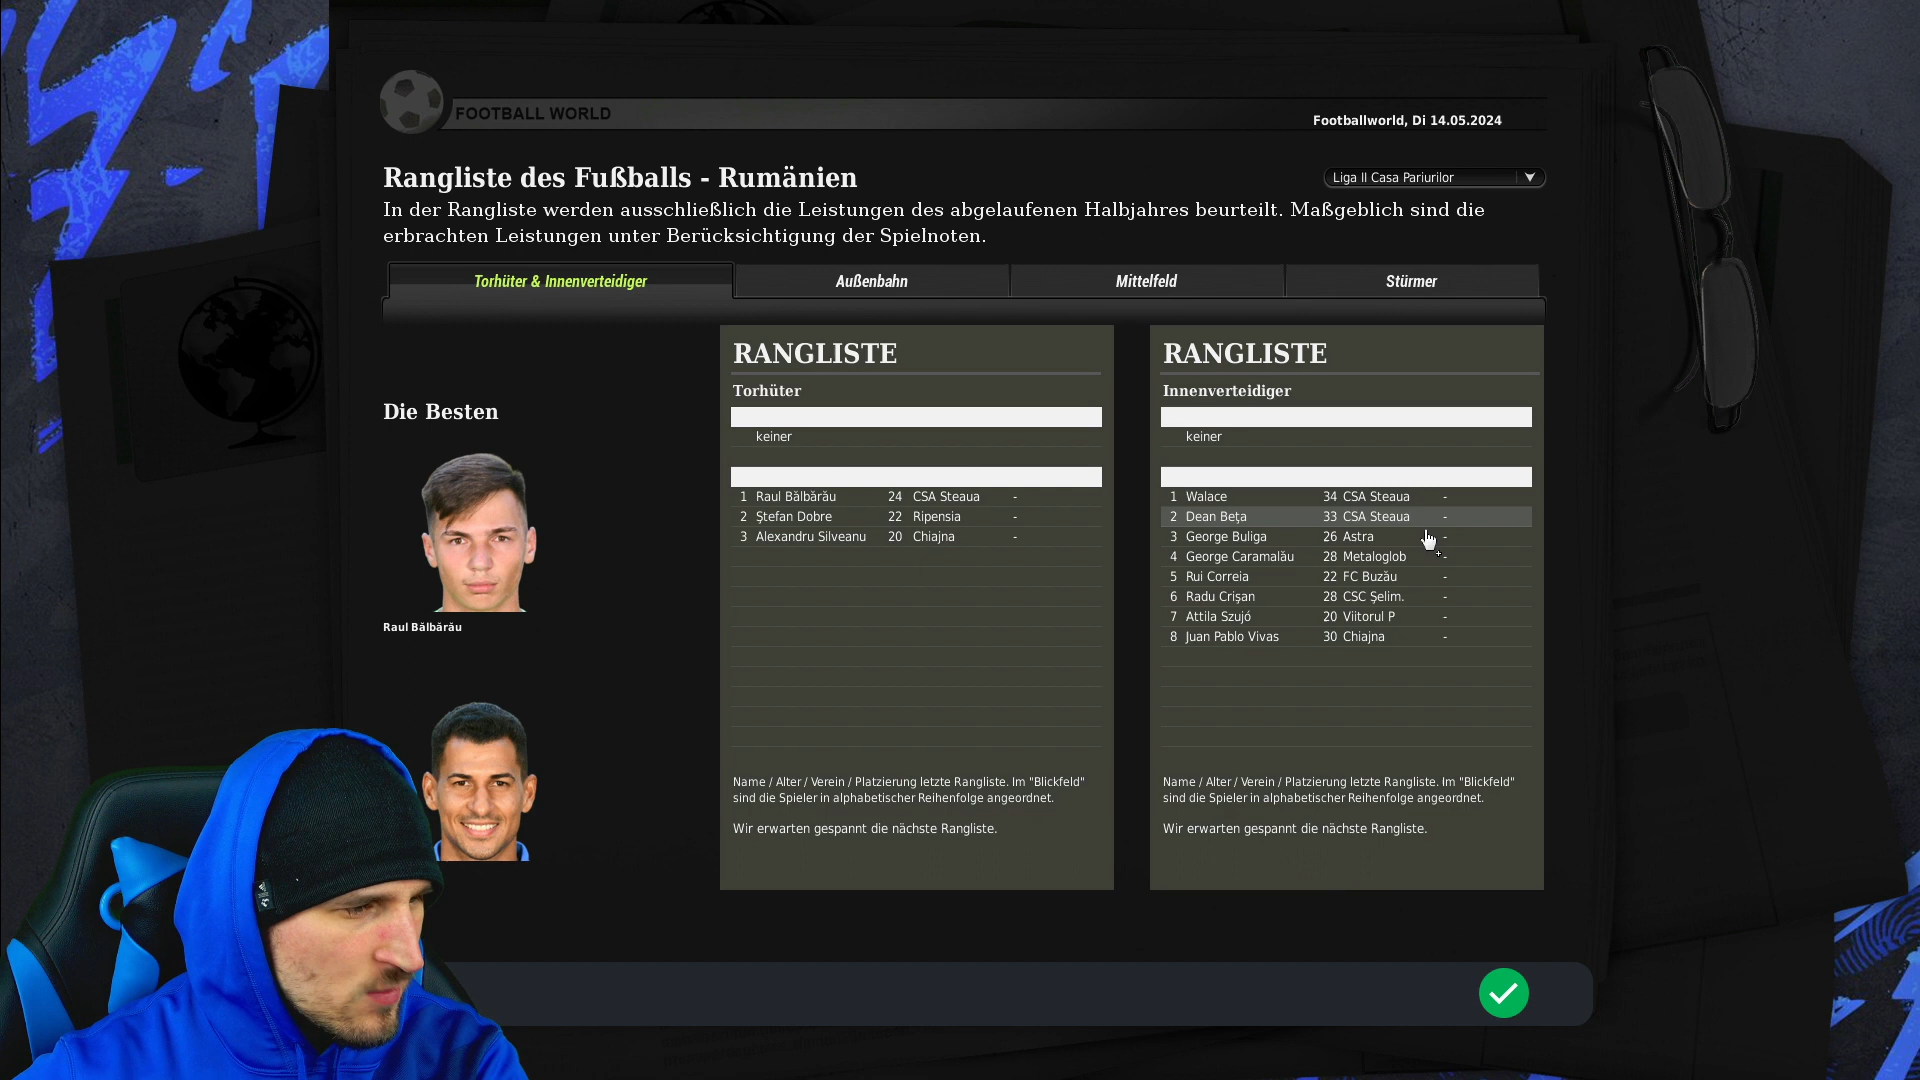 FOOTBALL WORLD
Footballworld, Di 14.05.2024
Rangliste des Fußballs - Rumänien
Liga II Casa Pariurilor
In der Rangliste werden ausschließlich die Leistungen des abgelaufenen Halbjahres beurteilt. Maßgeblich sind die
erbrachten Leistungen unter Berücksichtigung der Spielnoten.
Torhüter & Innenverteidiger
Außenbahn
Mittelfeld
Stürmer
Die Besten
Raul Bălbărău
RANGLISTE
Torhüter
keiner
1 Raul Bălbărău 24 CSA Steaua -
2 Ştefan Dobre 22 Ripensia -
3 Alexandru Silveanu 20 Chiajna -
Name / Alter / Verein / Platzierung letzte Rangliste. Im "Blickfeld"
sind die Spieler in alphabetischer Reihenfolge angeordnet.
Wir erwarten gespannt die nächste Rangliste.
RANGLISTE
Innenverteidiger
keiner
1 Walace 34 CSA Steaua -
2 Dean Beţa 33 CSA Steaua -
3 George Buliga 26 Astra -
4 George Caramalău 28 Metaloglob -
5 Rui Correia 22 FC Buzău -
6 Radu Crişan 28 CSC Şelim. -
7 Attila Szujó 20 Viitorul P -
8 Juan Pablo Vivas 30 Chiajna -
Name / Alter / Verein / Platzierung letzte Rangliste. Im "Blickfeld"
sind die Spieler in alphabetischer Reihenfolge angeordnet.
Wir erwarten gespannt die nächste Rangliste.